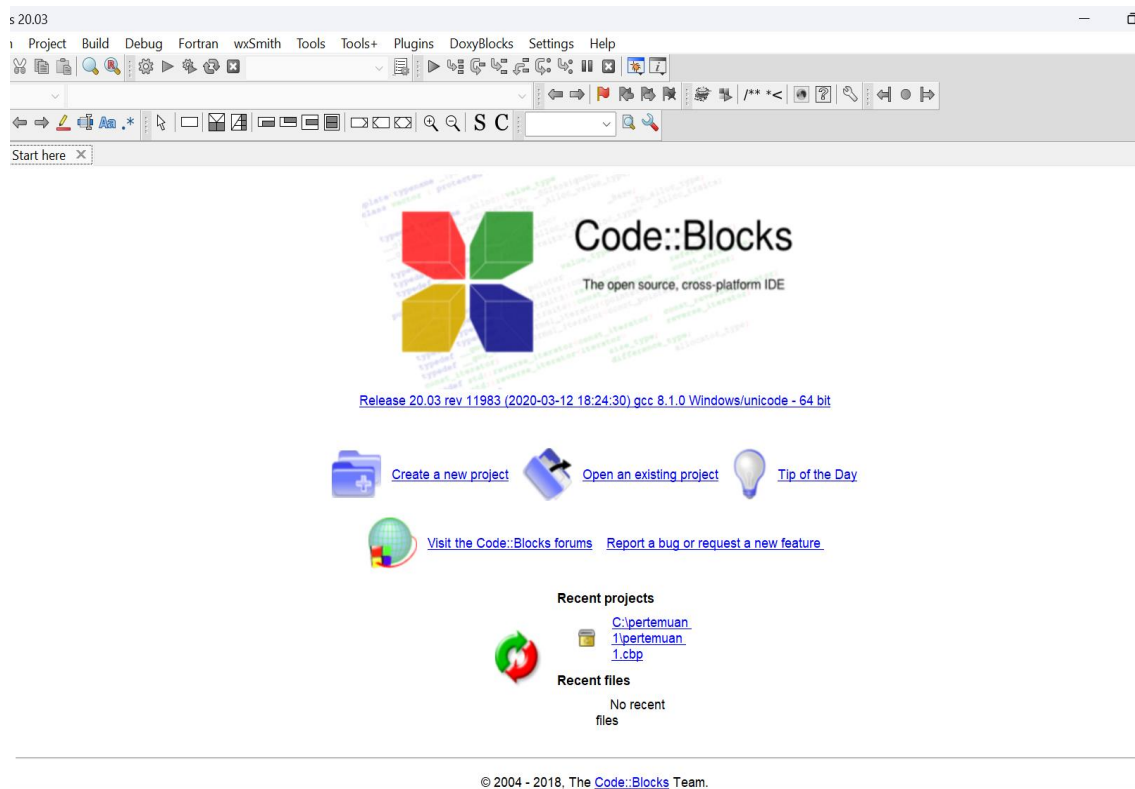 s 20.03
Project Build Debug Fortran wxSmith Tools Tools+ Plugins DoxyBlocks Settings Help
/** *<
S C
Start here
Code::Blocks
The open source, cross-platform IDE
Release 20.03 rev 11983 (2020-03-12 18:24:30) gcc 8.1.0 Windows/unicode - 64 bit
Create a new project Open an existing project Tip of the Day
Visit the Code::Blocks forums Report a bug or request a new feature
Recent projects
C:\pertemuan
1\pertemuan
1.cbp
Recent files
No recent
files
© 2004 - 2018, The Code::Blocks Team.